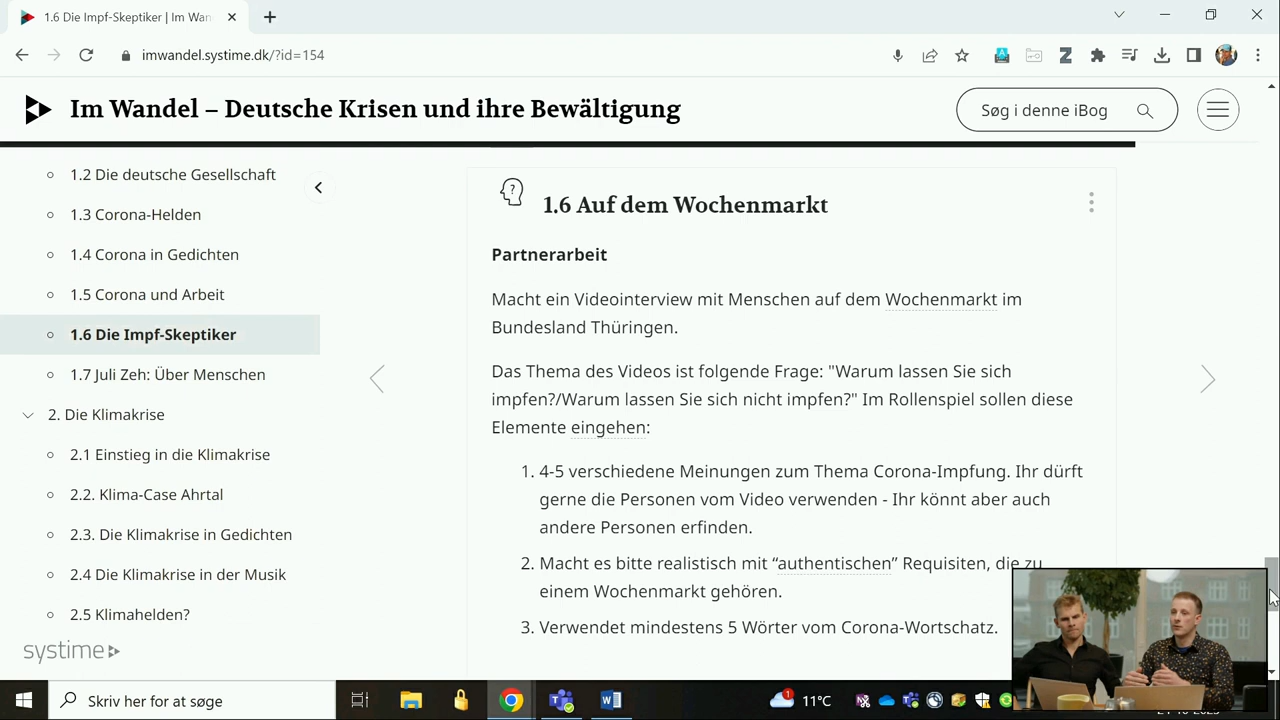 1.6 Die Impf-Skeptiker | Im Wan
imwandel.systime.dk/?id=154
Im Wandel – Deutsche Krisen und ihre Bewältigung
Søg i denne iBog
1.2 Die deutsche Gesellschaft
1.3 Corona-Helden
1.4 Corona in Gedichten
1.5 Corona und Arbeit
1.6 Die Impf-Skeptiker
1.7 Juli Zeh: Über Menschen
2. Die Klimakrise
2.1 Einstieg in die Klimakrise
2.2. Klima-Case Ahrtal
2.3. Die Klimakrise in Gedichten
2.4 Die Klimakrise in der Musik
2.5 Klimahelden?
systime
1.6 Auf dem Wochenmarkt
Partnerarbeit
Macht ein Videointerview mit Menschen auf dem Wochenmarkt im
Bundesland Thüringen.
Das Thema des Videos ist folgende Frage: "Warum lassen Sie sich
impfen?/Warum lassen Sie sich nicht impfen?" Im Rollenspiel sollen diese
Elemente eingehen:
1. 4-5 verschiedene Meinungen zum Thema Corona-Impfung. Ihr dürft
gerne die Personen vom Video verwenden - Ihr könnt aber auch
andere Personen erfinden.
2. Macht es bitte realistisch mit “authentischen” Requisiten, die zu
einem Wochenmarkt gehören.
3. Verwendet mindestens 5 Wörter vom Corona-Wortschatz.
Skriv her for at søge
11°C